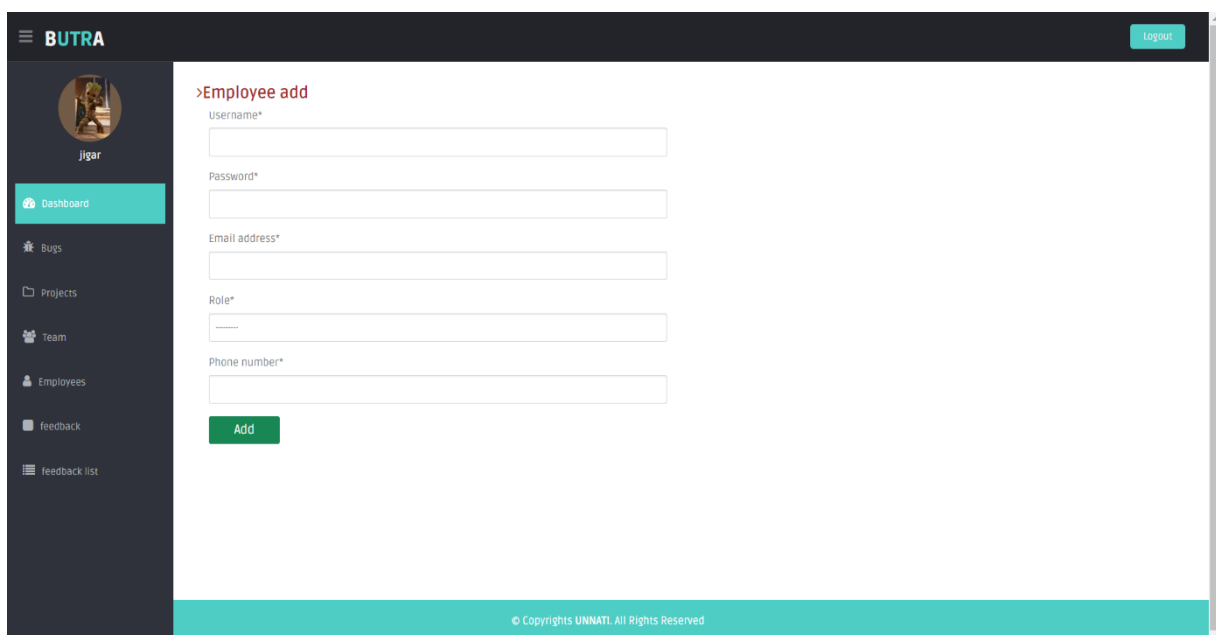 BUTRA
Logout
jigar
Dashboard
Bugs
Projects
Team
Employees
feedback
feedback list
>Employee add
Username*
Password*
Email address*
Role*
---------
Phone number*
Add
© Copyrights UNNATI. All Rights Reserved